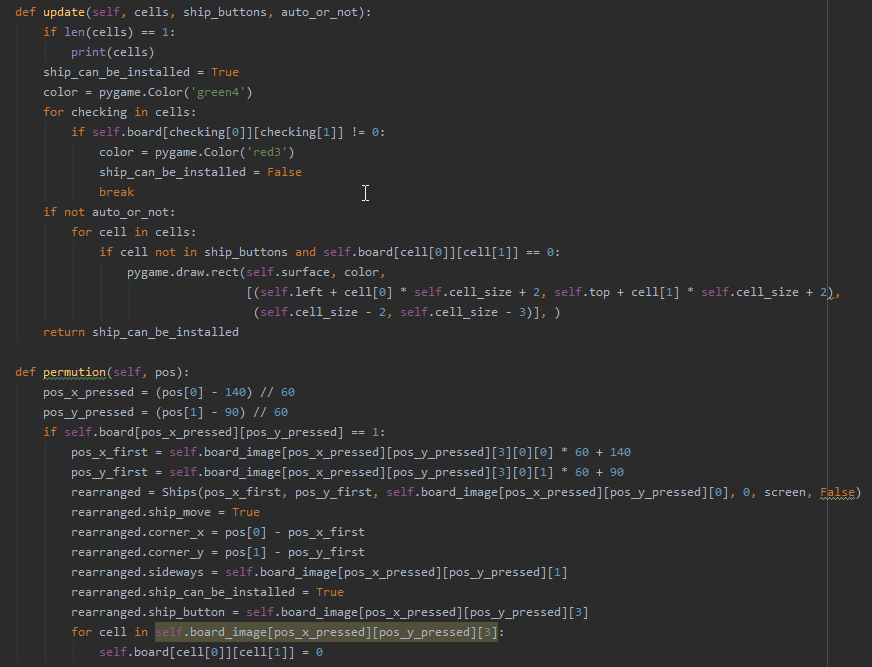 def update(self, cells, ship_buttons, auto_or_not):
    if len(cells) == 1:
        print(cells)
    ship_can_be_installed = True
    color = pygame.Color('green4')
    for checking in cells:
        if self.board[checking[0]][checking[1]] != 0:
            color = pygame.Color('red3')
            ship_can_be_installed = False
            break
    if not auto_or_not:
        for cell in cells:
            if cell not in ship_buttons and self.board[cell[0]][cell[1]] == 0:
                pygame.draw.rect(self.surface, color,
                                 [(self.left + cell[0] * self.cell_size + 2, self.top + cell[1] * self.cell_size + 2),
                                  (self.cell_size - 2, self.cell_size - 3)], )
    return ship_can_be_installed

def permution(self, pos):
    pos_x_pressed = (pos[0] - 140) // 60
    pos_y_pressed = (pos[1] - 90) // 60
    if self.board[pos_x_pressed][pos_y_pressed] == 1:
        pos_x_first = self.board_image[pos_x_pressed][pos_y_pressed][3][0][0] * 60 + 140
        pos_y_first = self.board_image[pos_x_pressed][pos_y_pressed][3][0][1] * 60 + 90
        rearranged = Ships(pos_x_first, pos_y_first, self.board_image[pos_x_pressed][pos_y_pressed][0], 0, screen, False)
        rearranged.ship_move = True
        rearranged.corner_x = pos[0] - pos_x_first
        rearranged.corner_y = pos[1] - pos_y_first
        rearranged.sideways = self.board_image[pos_x_pressed][pos_y_pressed][1]
        rearranged.ship_can_be_installed = True
        rearranged.ship_button = self.board_image[pos_x_pressed][pos_y_pressed][3]
        for cell in self.board_image[pos_x_pressed][pos_y_pressed][3]:
            self.board[cell[0]][cell[1]] = 0